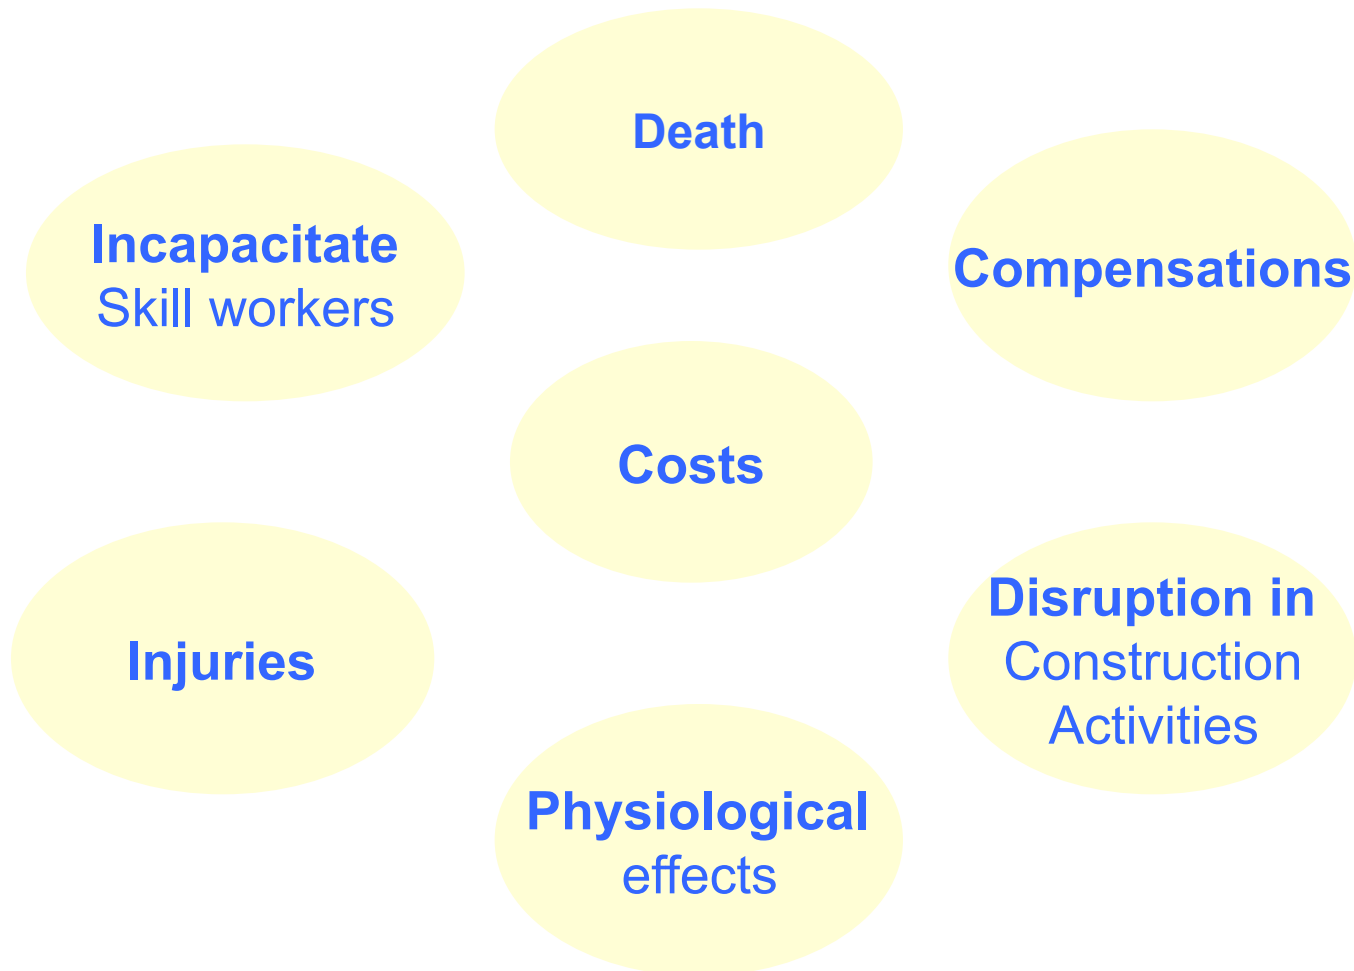 Death
Incapacitate
Skill workers
Compensations
Costs
Injuries
Disruption in
Construction
Activities
Physiological
effects